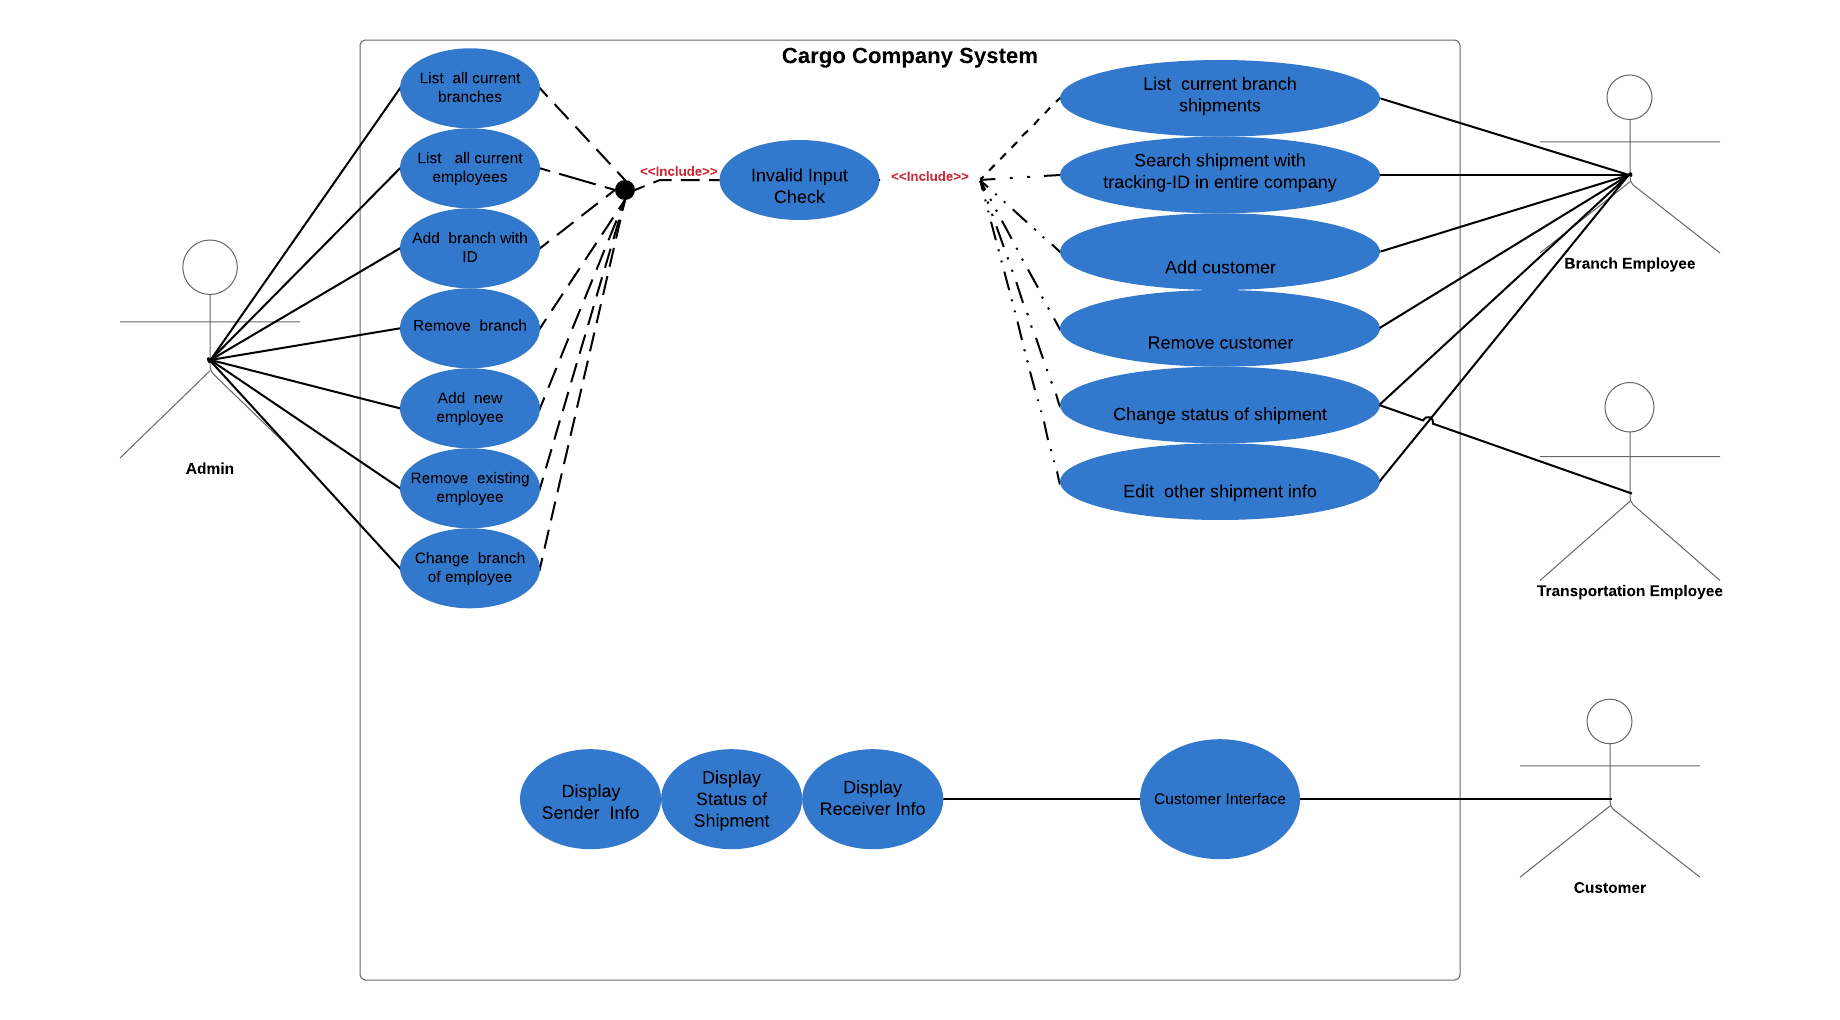 Cargo Company System
List all current
branches
List all current
employees
Add branch with
ID
Remove branch
Add new
employee
Remove existing
employee
Change branch
of employee
Admin
<<Include>>
Invalid Input
Check
<<Include>>
List current branch
shipments
Search shipment with
tracking-ID in entire company
Add customer
Remove customer
Change status of shipment
Edit other shipment info
Branch Employee
Transportation Employee
Display
Sender Info
Display
Status of
Shipment
Display
Receiver Info
Customer Interface
Customer